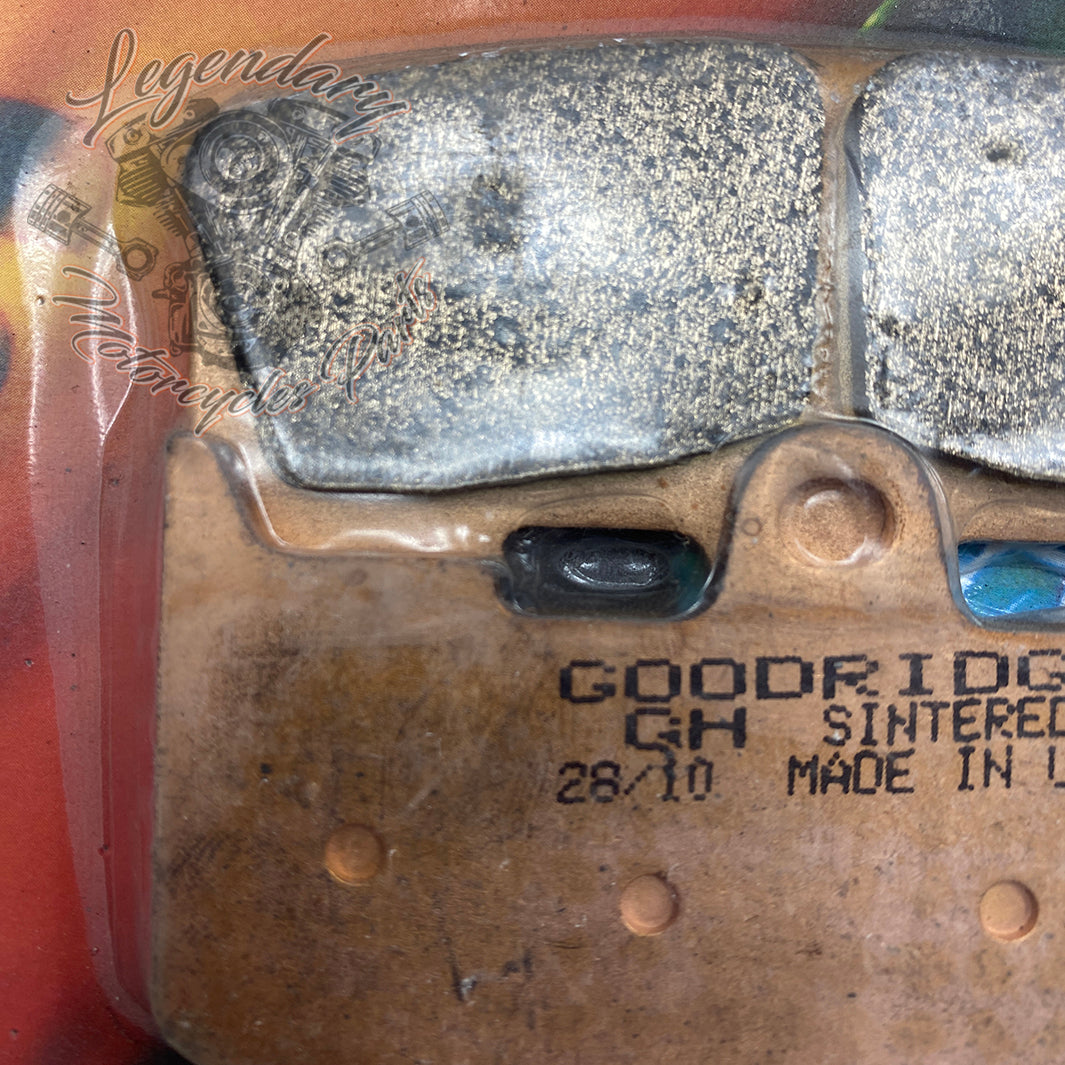 Legendary
Motorcycles Parts
GOODRIDG
GH SINTERED
28/10 MADE IN U